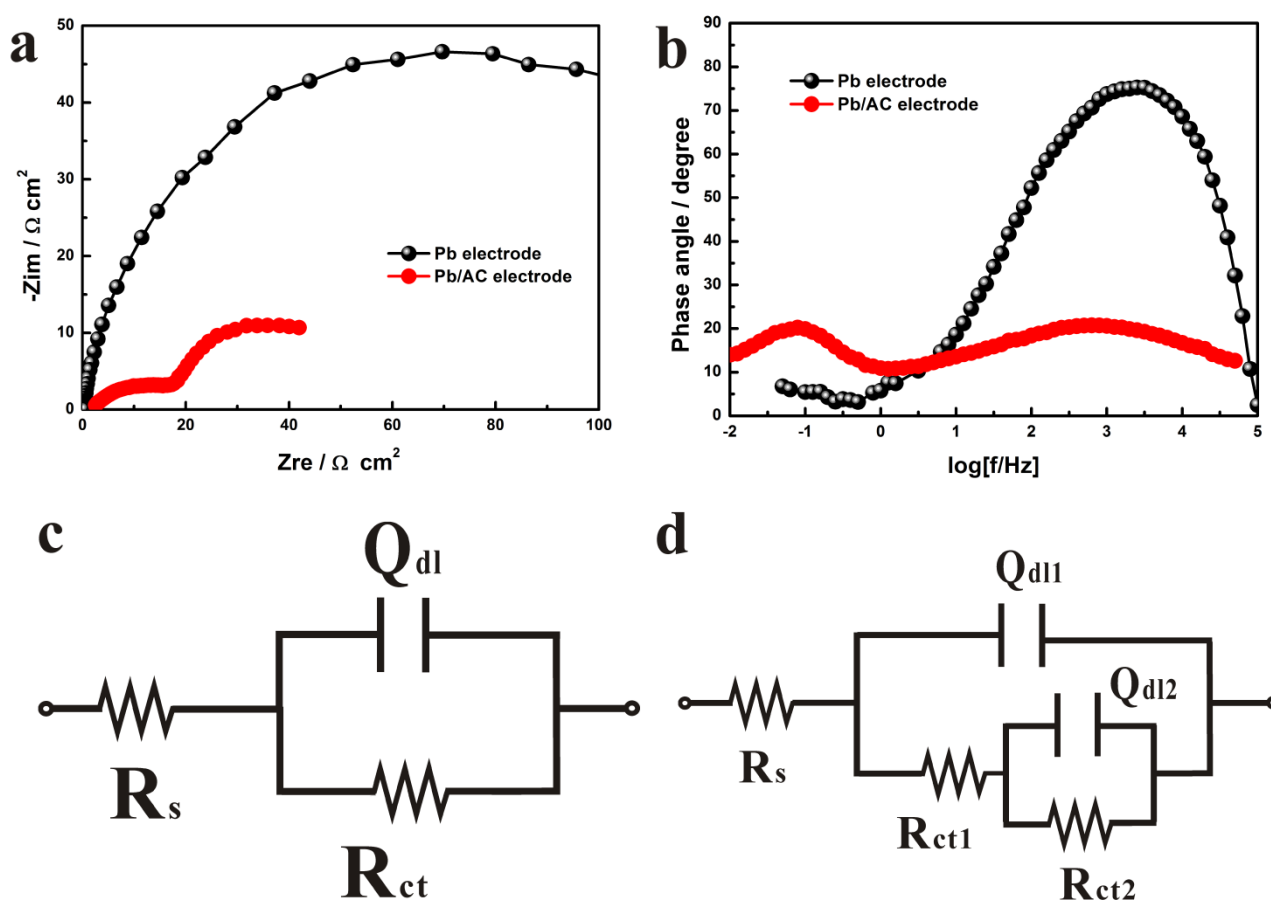 a
50
40
30
20
10
0
-Zim / Ω cm²
Pb electrode
Pb/AC electrode
0 20 40 60 80 100
Zre / Ω cm²
b
90
80
70
60
50
40
30
20
10
0
Phase angle / degree
Pb electrode
Pb/AC electrode
-2 -1 0 1 2 3 4 5
log[f/Hz]
c
Qdl
Rs
Rct
d
Qdl1
Qdl2
Rs
Rct1
Rct2